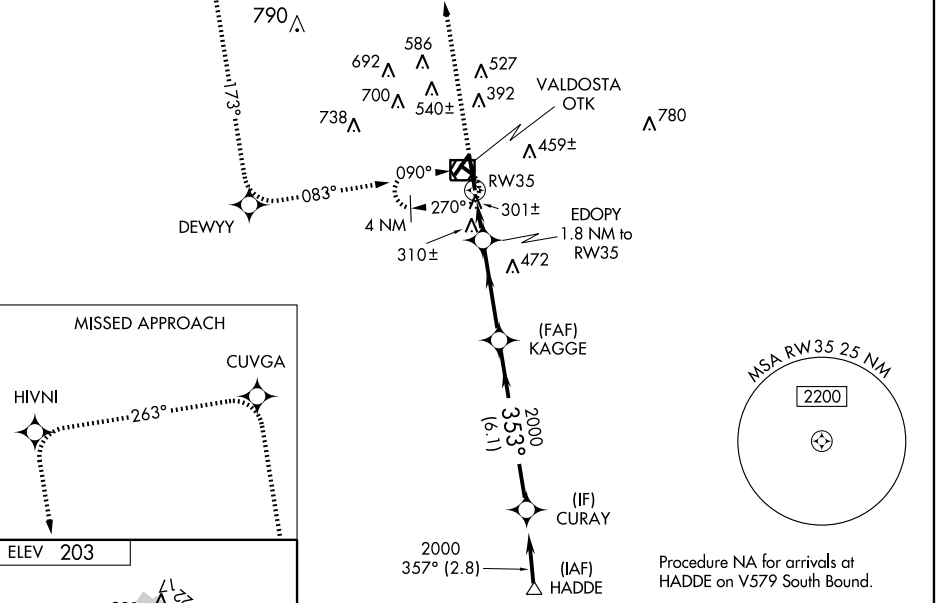 790
586
692
527
700
540±
392
VALDOSTA
OTK
738
780
459±
173°
090°
RW35
083°
270°
301±
DEWYY
4 NM
EDOPY
1.8 NM to
RW35
310±
472
MISSED APPROACH
(FAF)
KAGGE
CUVGA
HIVNI
263°
MSA RW35 25 NM
2200
2000
353°
(6.1)
(IF)
CURAY
ELEV 203
2000
357° (2.8)
(IAF)
HADDE
Procedure NA for arrivals at
HADDE on V579 South Bound.